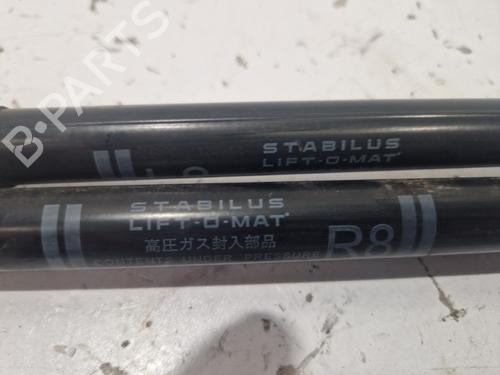 STABILUS
LIFT-O-MAT
STABILUS
LIFT-O-MAT
高圧ガス封入部品
CONTENTS UNDER PRESSURE
R8
B-PARTS